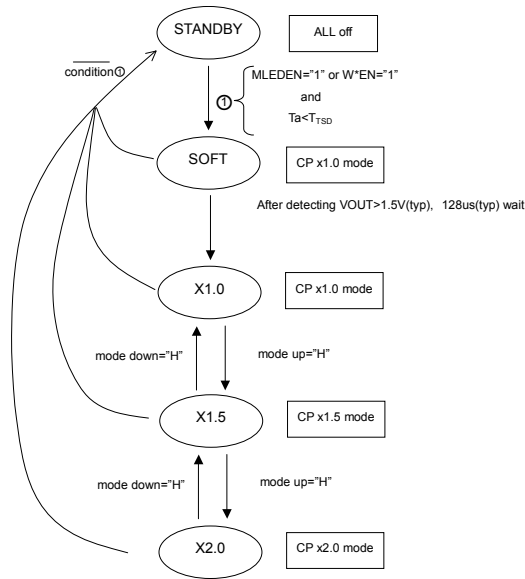 STANDBY
ALL off
condition①
① MLEDEN="1" or W*EN="1"
and
Ta<TTSD
SOFT
CP x1.0 mode
After detecting VOUT>1.5V(typp), 128us(typ) wait
X1.0
CP x1.0 mode
mode down="H"
mode up="H"
X1.5
CP x1.5 mode
mode down="H"
mode up="H"
X2.0
CP x2.0 mode